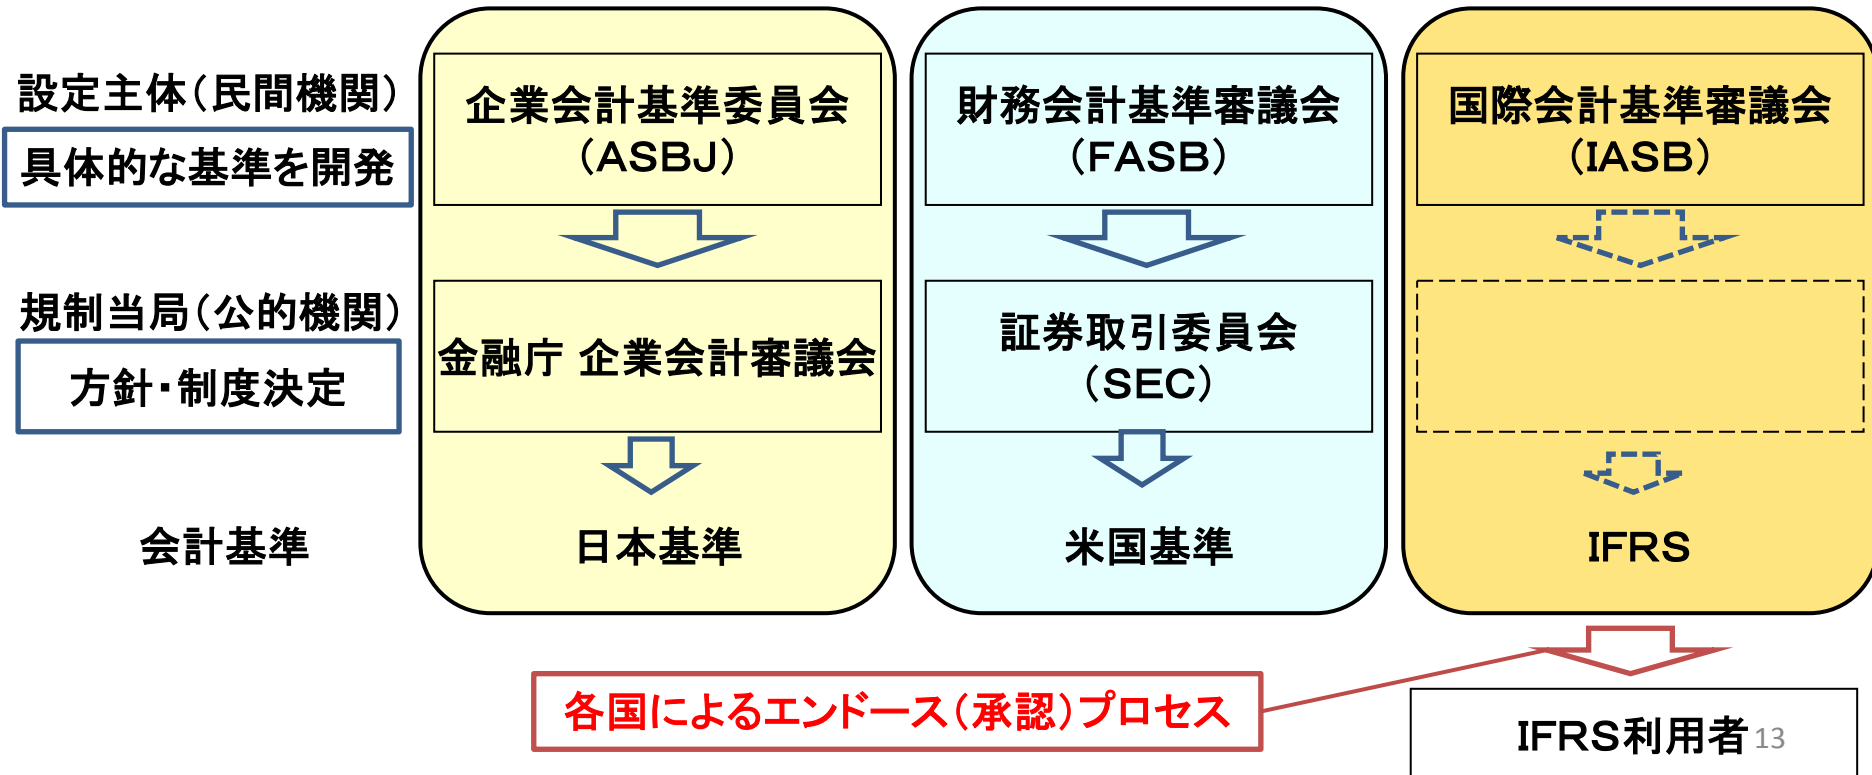 設定主体(民間機関)
具体的な基準を開発
企業会計基準委員会
(ASBJ)
財務会計基準審議会
(FASB)
国際会計基準審議会
(IASB)
規制当局(公的機関)
方針・制度決定
金融庁 企業会計審議会
証券取引委員会
(SEC)
会計基準
日本基準
米国基準
IFRS
各国によるエンドース(承認)プロセス
IFRS利用者
13